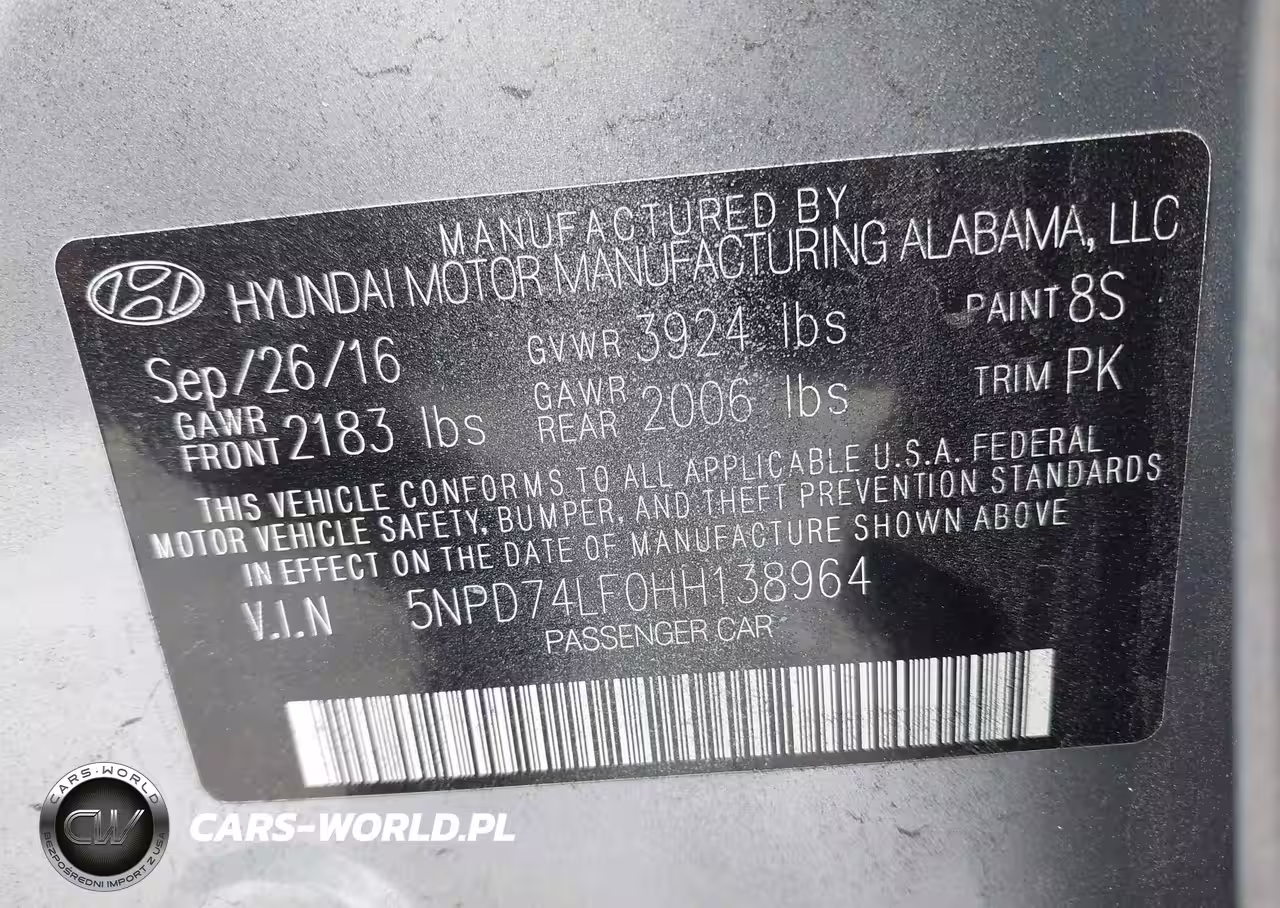 MANUFACTURED BY
HYUNDAI MOTOR MANUFACTURING ALABAMA, LLC
Sep/26/16 GVWR 3924 lbs PAINT 8S
GAWR FRONT 2183 lbs GAWR REAR 2006 lbs TRIM PK
THIS VEHICLE CONFORMS TO ALL APPLICABLE U.S.A. FEDERAL
MOTOR VEHICLE SAFETY, BUMPER, AND THEFT PREVENTION STANDARDS
IN EFFECT ON THE DATE OF MANUFACTURE SHOWN ABOVE
V.I.N 5NPD74LF0HH138964
PASSENGER CAR
CARS-WORLD
CW
BEZPOŚREDNI IMPORT Z USA
CARS-WORLD.PL